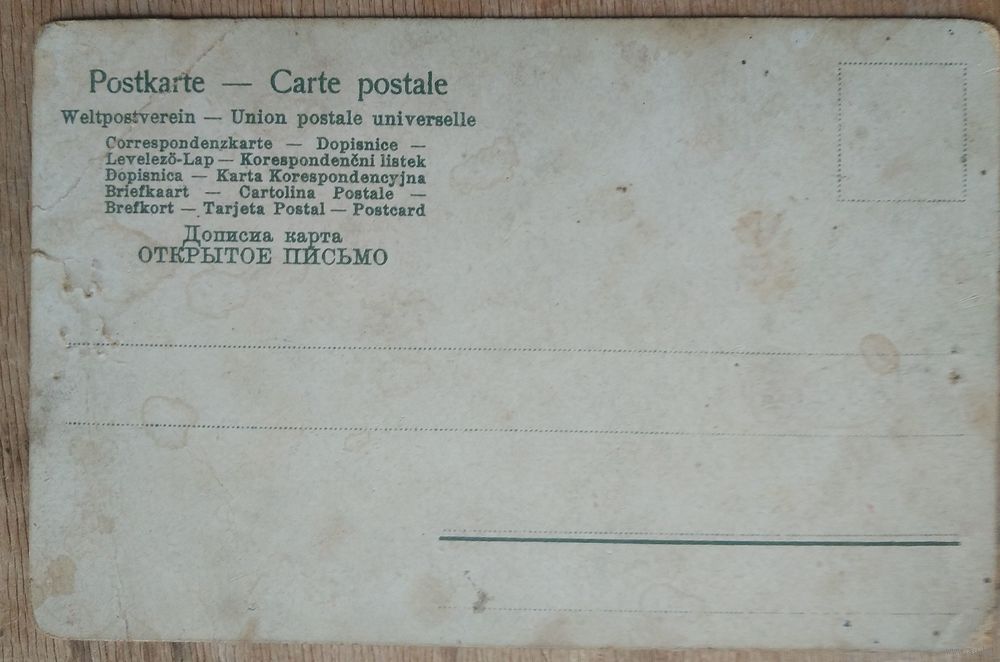 Postkarte — Carte postale
Weltpostverein — Union postale universelle
Correspondenzkarte — Dopisnice —
Levelező-Lap — Korespondenčni listek
Dopisnica — Karta Korespondencyjna
Briefkaart — Cartolina Postale —
Brefkort — Tarjeta Postal — Postcard
Дописна карта
ОТКРЫТОЕ ПИСЬМО